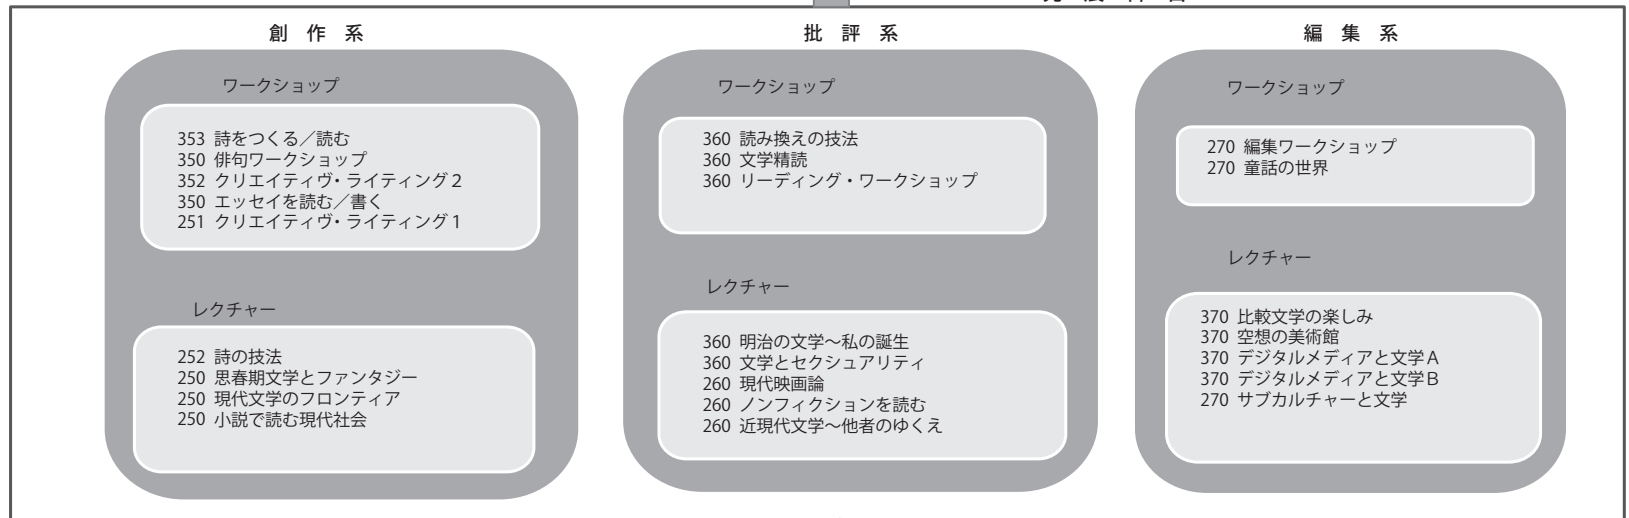 創 作 系
ワークショップ
353 詩をつくる／読む
350 俳句ワークショップ
352 クリエイティヴ・ライティング２
350 エッセイを読む／書く
251 クリエイティヴ・ライティング１
レクチャー
252 詩の技法
250 思春期文学とファンタジー
250 現代文学のフロンティア
250 小説で読む現代社会
批 評 系
ワークショップ
360 読み換えの技法
360 文学精読
360 リーディング・ワークショップ
レクチャー
360 明治の文学〜私の誕生
360 文学とセクシュアリティ
260 現代映画論
260 ノンフィクションを読む
260 近現代文学〜他者のゆくえ
編 集 系
ワークショップ
270 編集ワークショップ
270 童話の世界
レクチャー
370 比較文学の楽しみ
370 空想の美術館
370 デジタルメディアと文学Ａ
370 デジタルメディアと文学Ｂ
270 サブカルチャーと文学